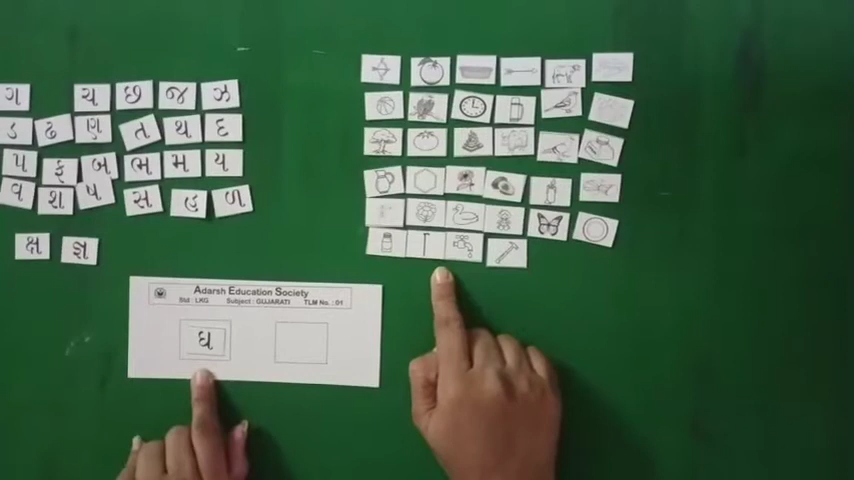 ગ ચ છ જ ઝ
ડ ઢ ણ ત થ દ
પ ફ બ ભ મ ય
વ શ ષ સ હ ળ
ક્ષ જ્ઞ
Adarsh Education Society
Std : LKG Subject : GUJARATI TLM No. : 01
ઘ